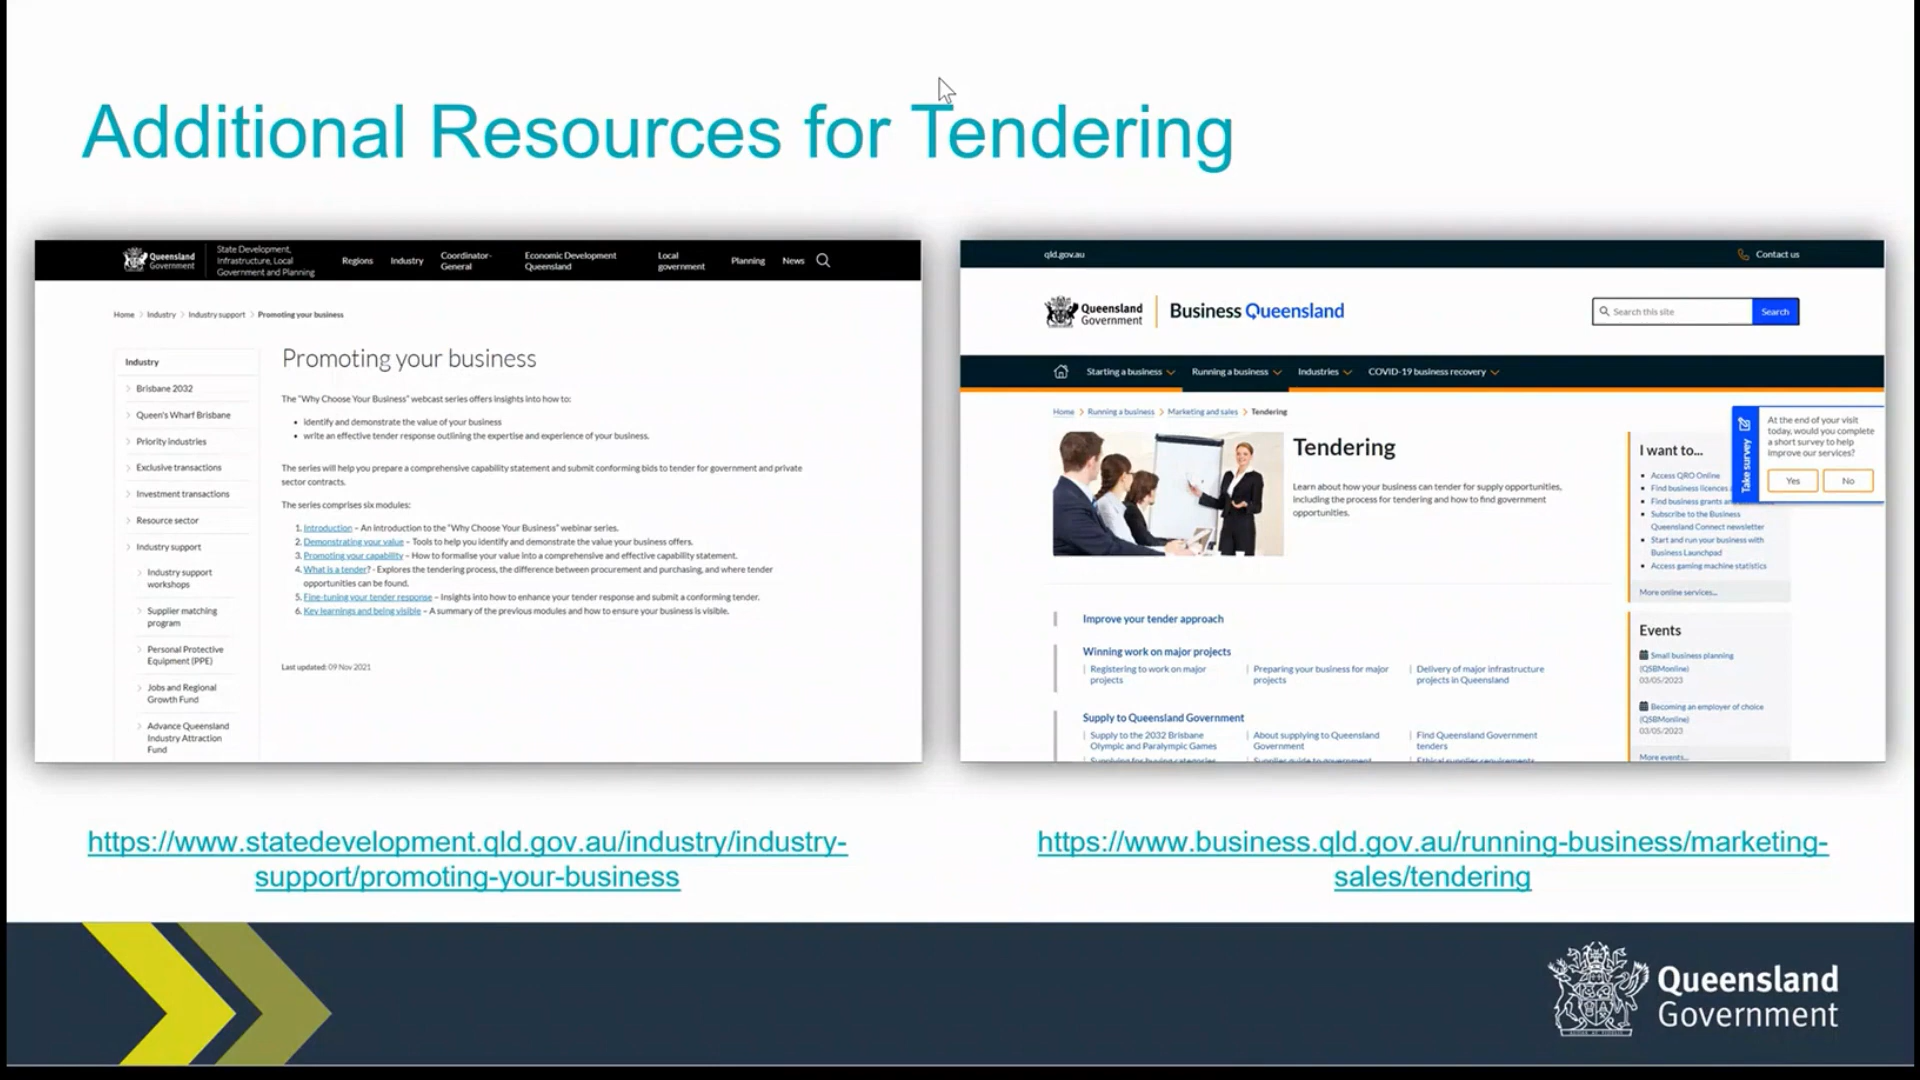 Additional Resources for Tendering
Queensland
Government
State Development,
Infrastructure, Local
Government and Planning
Regions
Industry
Coordinator-
General
Economic Development
Queensland
Local
government
Planning
News
Home > Industry > Industry support > Promoting your business
Industry
Brisbane 2032
Queen's Wharf Brisbane
Priority industries
Exclusive transactions
Investment transactions
Resource sector
Industry support
Industry support
workshops
Supplier matching
program
Personal Protective
Equipment (PPE)
Jobs and Regional
Growth Fund
Advance Queensland
Industry Attraction
Fund
Promoting your business
The "Why Choose Your Business" webcast series offers insights into how to:
• identify and demonstrate the value of your business
• write an effective tender response outlining the expertise and experience of your business.
The series will help you prepare a comprehensive capability statement and submit conforming bids to tender for government and private
sector contracts.
The series comprises six modules:
1. Introduction – An introduction to the "Why Choose Your Business" webinar series.
2. Demonstrating your value – Tools to help you identify and demonstrate the value your business offers.
3. Promoting your capability – How to formalise your value into a comprehensive and effective capability statement.
4. What is a tender? - Explores the tendering process, the difference between procurement and purchasing, and where tender
opportunities can be found.
5. Fine-tuning your tender response – Insights into how to enhance your tender response and submit a conforming tender.
6. Key learnings and being visible – A summary of the previous modules and how to ensure your business is visible.
Last updated: 09 Nov 2021
https://www.statedevelopment.qld.gov.au/industry/industry-
support/promoting-your-business
qld.gov.au
Contact us
Queensland
Government
Business Queensland
Search this site
Search
Starting a business
Running a business
Industries
COVID-19 business recovery
Home > Running a business > Marketing and sales > Tendering
Tendering
Learn about how your business can tender for supply opportunities,
including the process for tendering and how to find government
opportunities.
Improve your tender approach
Winning work on major projects
Registering to work on major
projects
Preparing your business for major
projects
Delivery of major infrastructure
projects in Queensland
Supply to Queensland Government
Supply to the 2032 Brisbane
Olympic and Paralympic Games
About supplying to Queensland
Government
Find Queensland Government
tenders
Supplying for buying categories
Supplier guide to government
Ethical supplier requirements
I want to...
• Access QRO Online
• Find business licences
• Find business grants
• Subscribe to the Business
Queensland Connect newsletter
• Start and run your business with
Business Launchpad
• Access gaming machine statistics
More online services...
Events
Small business planning
(QSBMonline)
03/05/2023
Becoming an employer of choice
(QSBMonline)
03/05/2023
More events...
Take survey
At the end of your visit
today, would you complete
a short survey to help
improve our services?
Yes
No
https://www.business.qld.gov.au/running-business/marketing-
sales/tendering
Queensland
Government